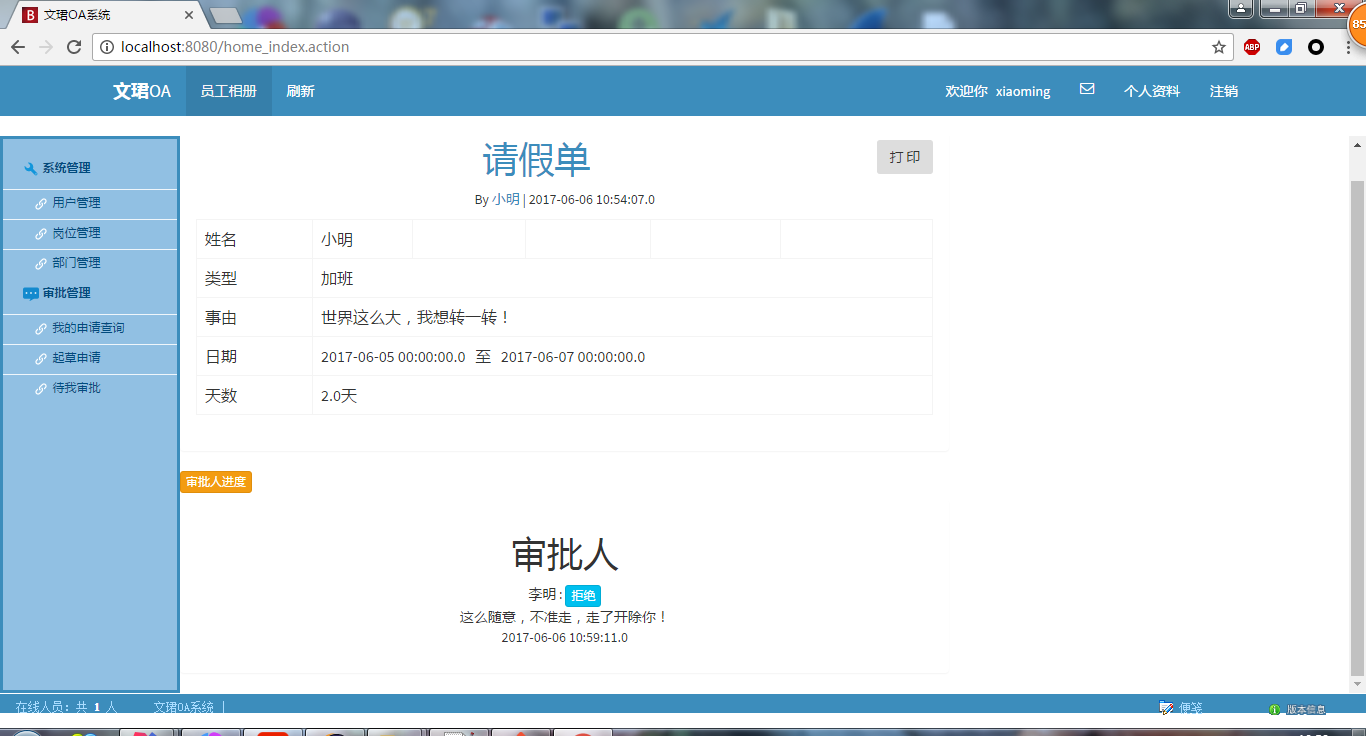 文珺OA系统
85
localhost:8080/home_index.action
ABP
文珺OA 员工相册 刷新 欢迎你 xiaoming 个人资料 注销
系统管理
用户管理
岗位管理
部门管理
审批管理
我的申请查询
起草申请
待我审批
请假单
打 印
By 小明 | 2017-06-06 10:54:07.0
姓名 小明
类型 加班
事由 世界这么大，我想转一转！
日期 2017-06-05 00:00:00.0 至 2017-06-07 00:00:00.0
天数 2.0天
审批人进度
审批人
李明 : 拒绝
这么随意，不准走，走了开除你！
2017-06-06 10:59:11.0
在线人员: 共 1 人 文珺OA系统 | 便笺 版本信息